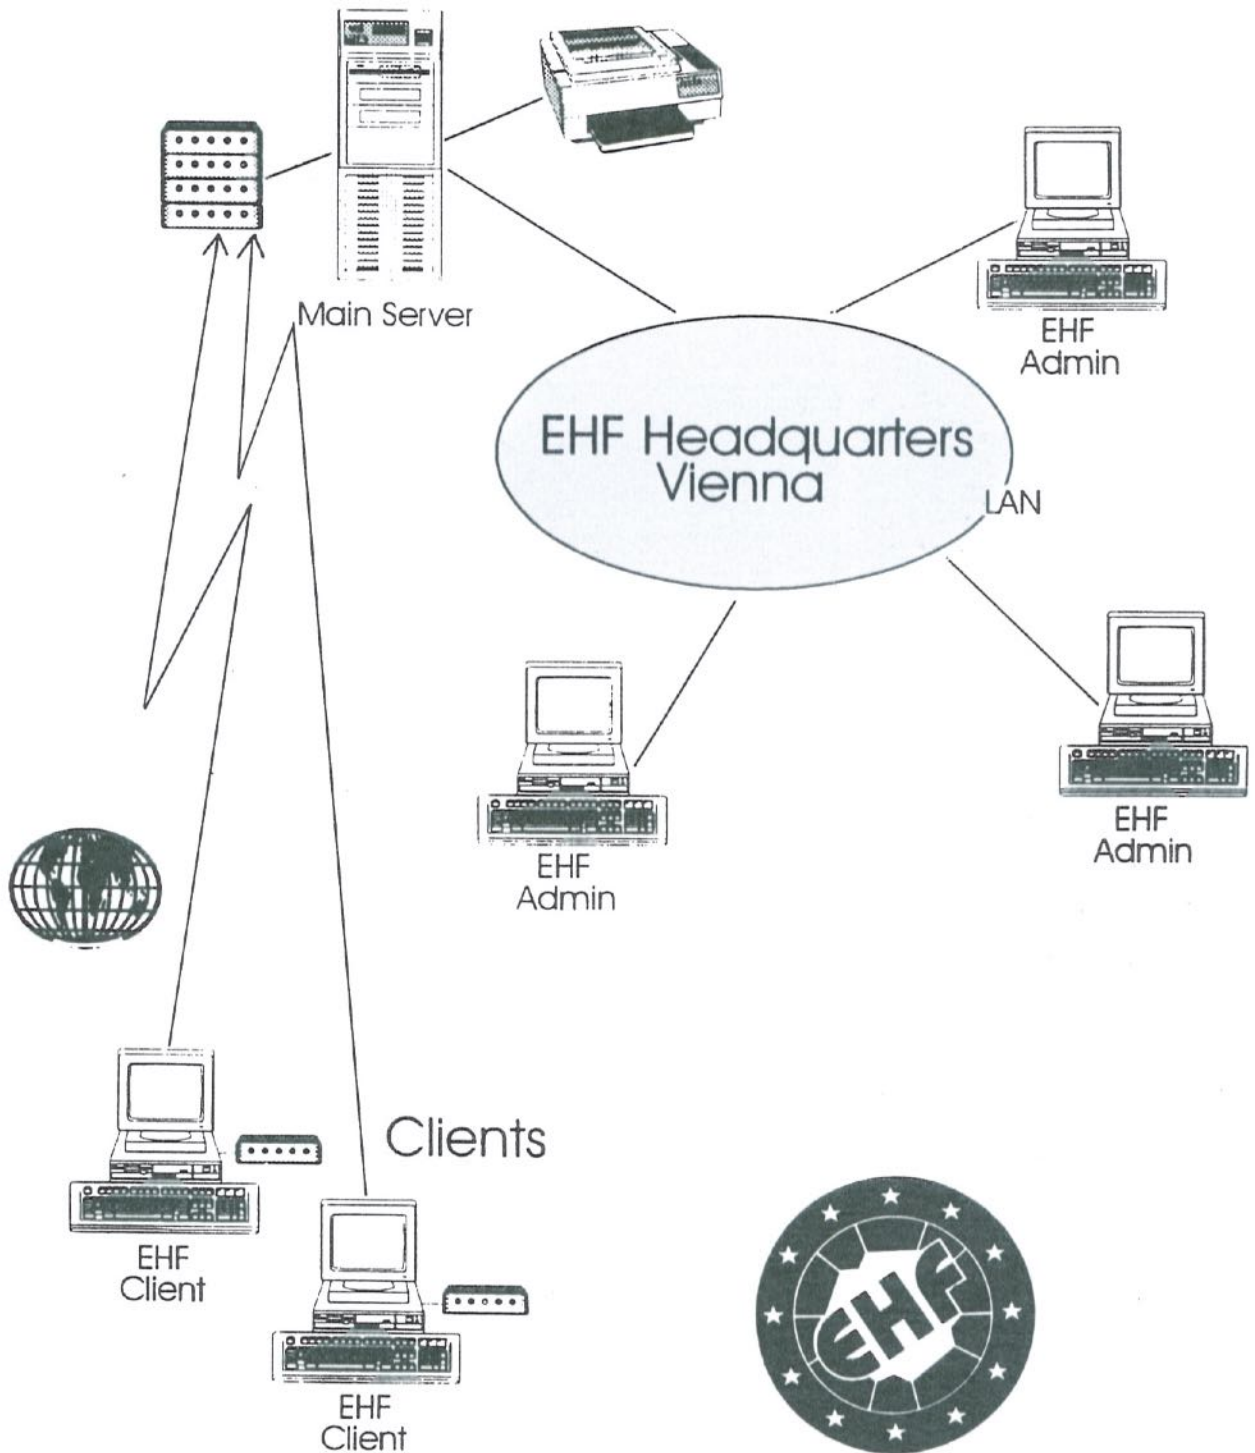 Main Server
EHF
Admin
EHF Headquarters
Vienna
LAN
EHF
Admin
EHF
Admin
Clients
EHF
Client
EHF
Client
EHF